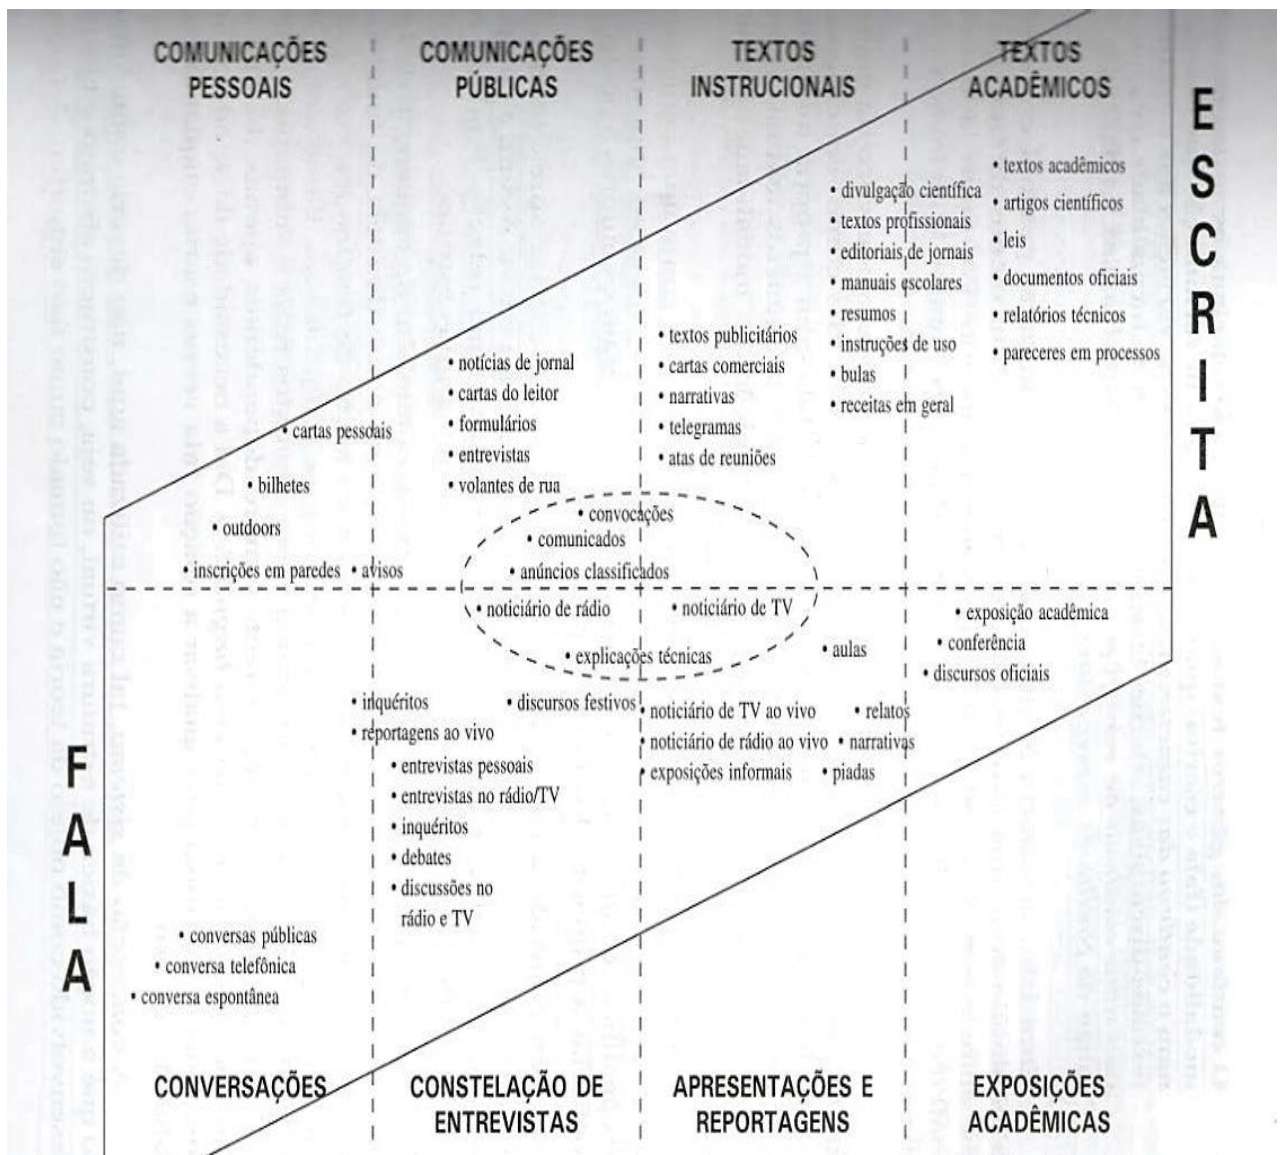 COMUNICAÇÕES
PESSOAIS
COMUNICAÇÕES
PÚBLICAS
TEXTOS
INSTRUCIONAIS
TEXTOS
ACADÊMICOS
ESCRITA
• textos acadêmicos
• artigos científicos
• leis
• documentos oficiais
• relatórios técnicos
• pareceres em processos
• divulgação científica
• textos profissionais
• editoriais de jornais
• manuais escolares
• resumos
• instruções de uso
• bulas
• receitas em geral
• textos publicitários
• cartas comerciais
• narrativas
• telegramas
• atas de reuniões
• notícias de jornal
• cartas do leitor
• formulários
• entrevistas
• volantes de rua
• cartas pessoais
• bilhetes
• outdoors
• inscrições em paredes • avisos
• convocações
• comunicados
• anúncios classificados
• noticiário de rádio
• noticiário de TV
• explicações técnicas
• exposição acadêmica
• conferência
• discursos oficiais
• aulas
• inquéritos
• reportagens ao vivo
• discursos festivos
• noticiário de TV ao vivo • relatos
• noticiário de rádio ao vivo • narrativas
• exposições informais • piadas
• entrevistas pessoais
• entrevistas no rádio/TV
• inquéritos
• debates
• discussões no
rádio e TV
FALA
• conversas públicas
• conversa telefônica
• conversa espontânea
CONVERSAÇÕES
CONSTELAÇÃO DE
ENTREVISTAS
APRESENTAÇÕES E
REPORTAGENS
EXPOSIÇÕES
ACADÊMICAS